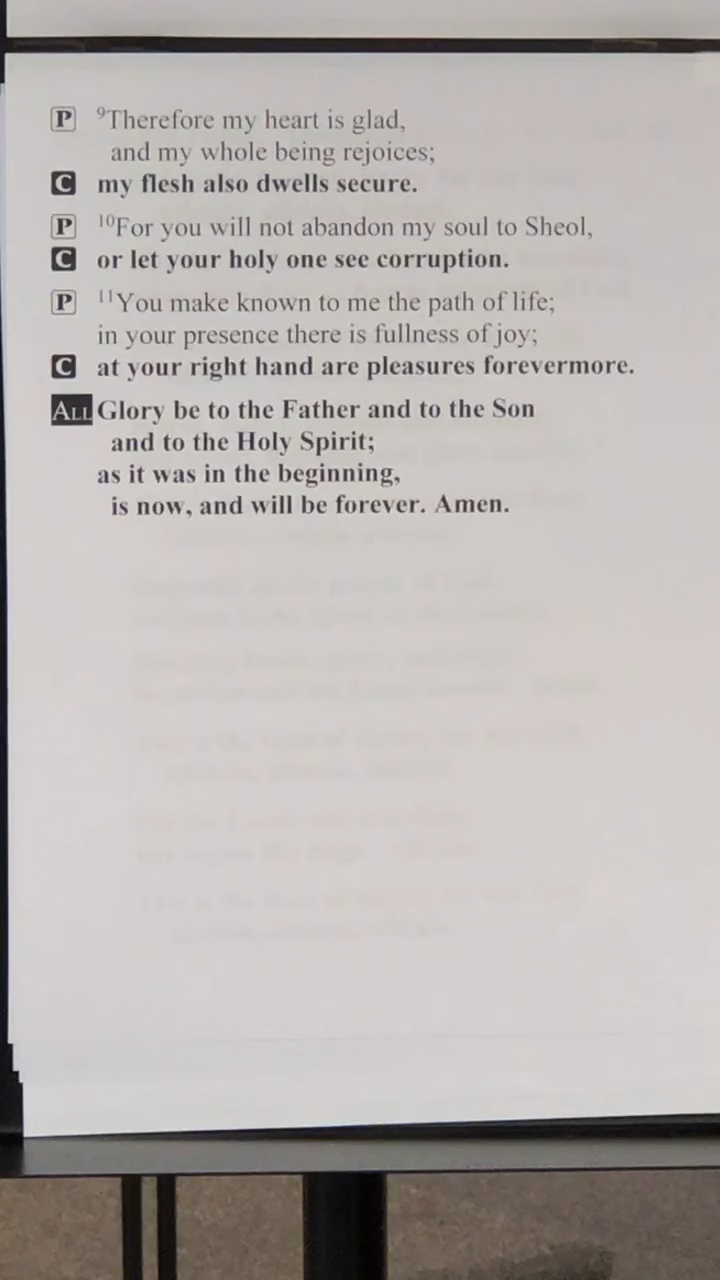 P ⁹Therefore my heart is glad,
and my whole being rejoices;
C my flesh also dwells secure.
P ¹⁰For you will not abandon my soul to Sheol,
C or let your holy one see corruption.
P ¹¹You make known to me the path of life;
in your presence there is fullness of joy;
C at your right hand are pleasures forevermore.
ALL Glory be to the Father and to the Son
and to the Holy Spirit;
as it was in the beginning,
is now, and will be forever. Amen.